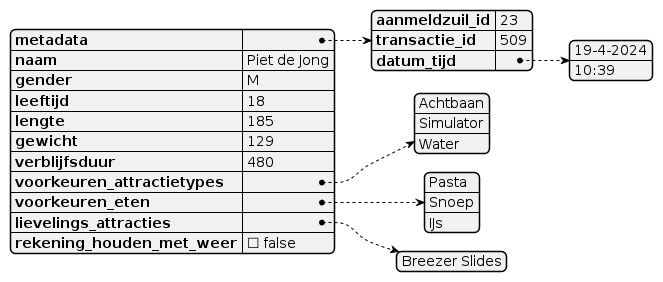 metadata
naam Piet de Jong
gender M
leeftijd 18
lengte 185
gewicht 129
verblijfsduur 480
voorkeuren_attractietypes
voorkeuren_eten
lievelings_attracties
rekening_houden_met_weer ☐ false
aanmeldzuil_id 23
transactie_id 509
datum_tijd
19-4-2024
10:39
Achtbaan
Simulator
Water
Pasta
Snoep
IJs
Breezer Slides